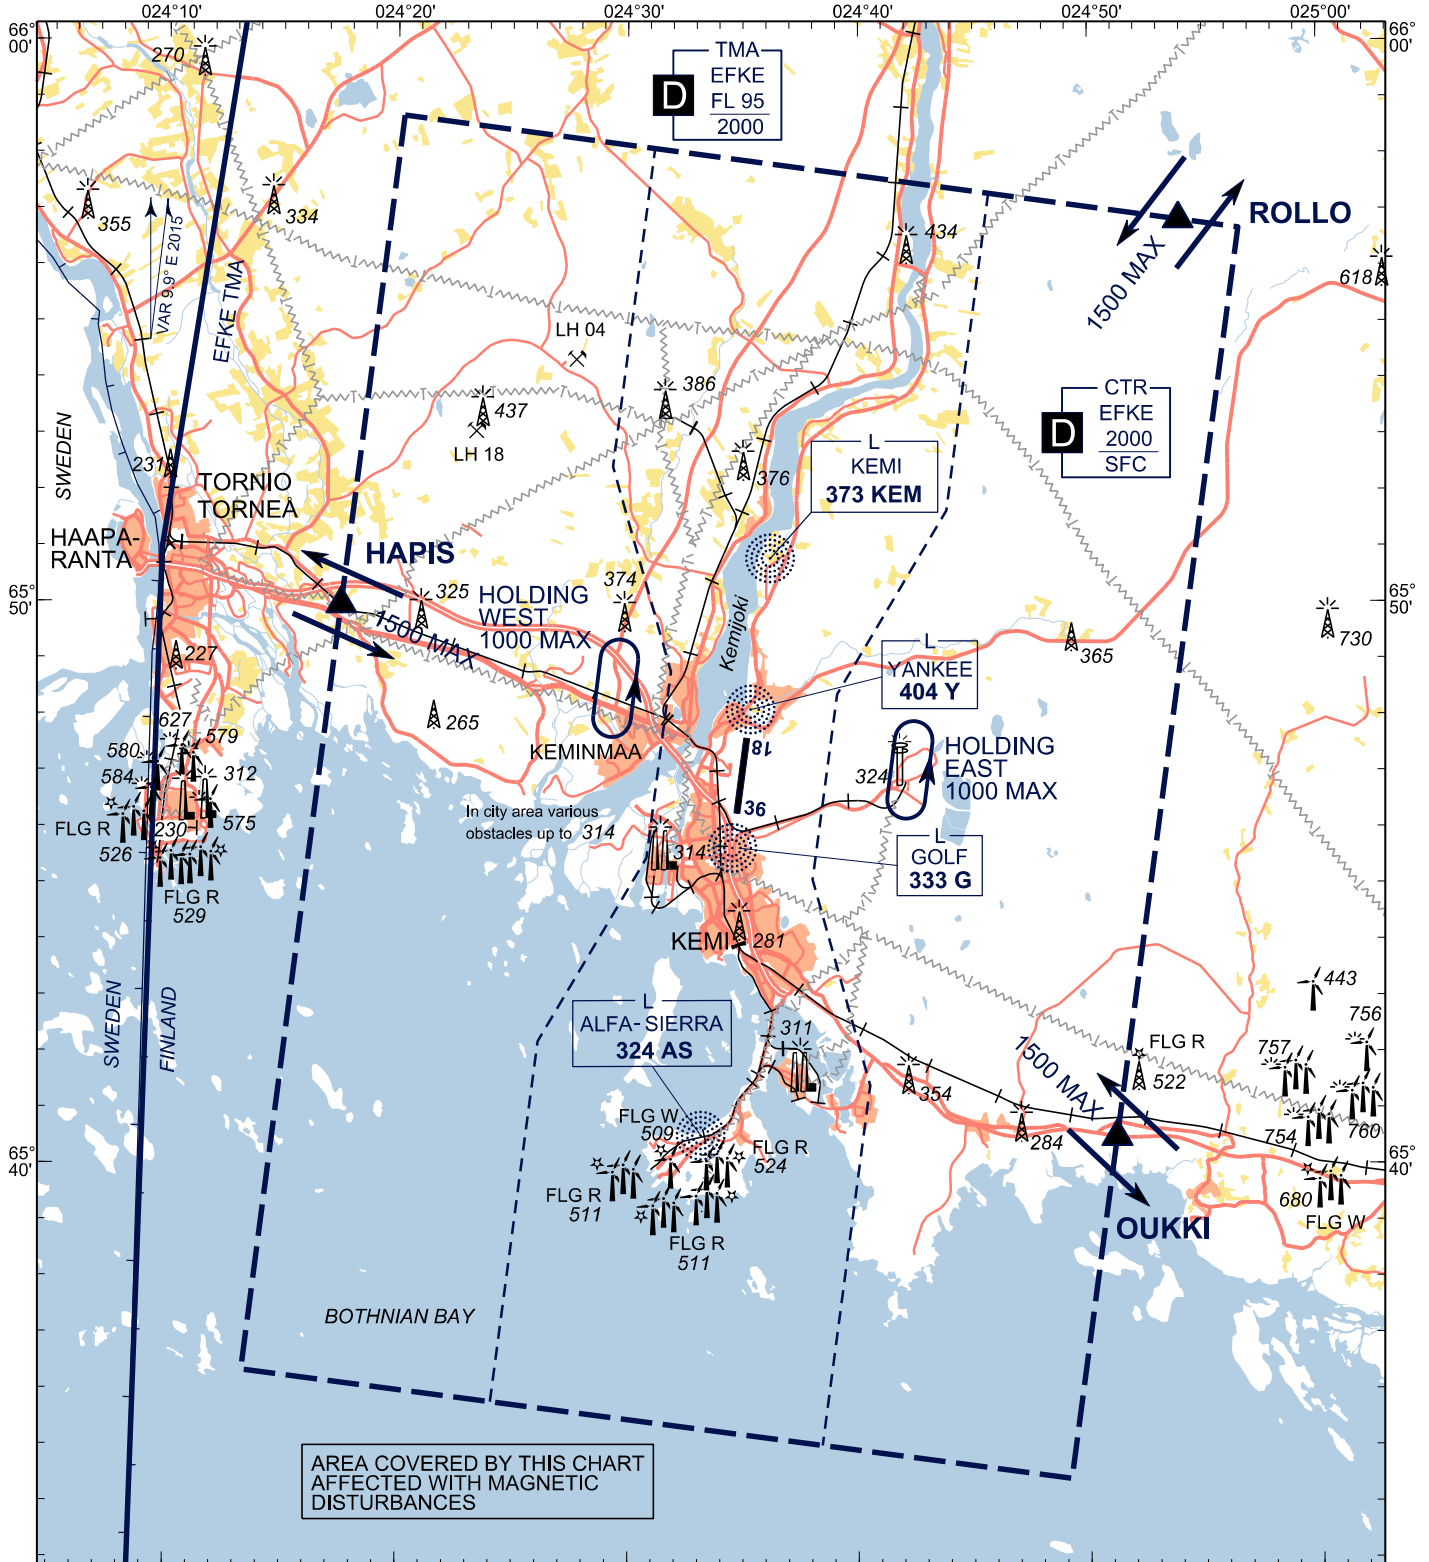 024°10'
024°20'
024°30'
024°40'
024°50'
025°00'
66°
00'
66°
00'
270
TMA
EFKE
FL 95
2000
D
355
334
VAR 9.9° E 2015
EFKE TMA
434
ROLLO
1500 MAX
618
LH 04
386
437
LH 18
CTR
EFKE
2000
SFC
D
SWEDEN
231
376
L
KEMI
373 KEM
TORNIO
TORNEÅ
HAAPA-
RANTA
HAPIS
325
374
65°
50'
65°
50'
HOLDING
WEST
1000 MAX
1500 MAX
Kemijoki
730
365
227
L
YANKEE
404 Y
265
KEMINMAA
18
627
579
580
584
312
324
HOLDING
EAST
1000 MAX
36
In city area various
obstacles up to 314
FLG R
230
575
526
314
L
GOLF
333 G
FLG R
529
KEMI
281
443
SWEDEN
FINLAND
L
ALFA-SIERRA
324 AS
311
756
1500 MAX
FLG R
522
757
354
284
FLG W
509
754
760
65°
40'
65°
40'
FLG R
524
FLG R
511
680
FLG W
OUKKI
FLG R
511
BOTHNIAN BAY
AREA COVERED BY THIS CHART
AFFECTED WITH MAGNETIC
DISTURBANCES